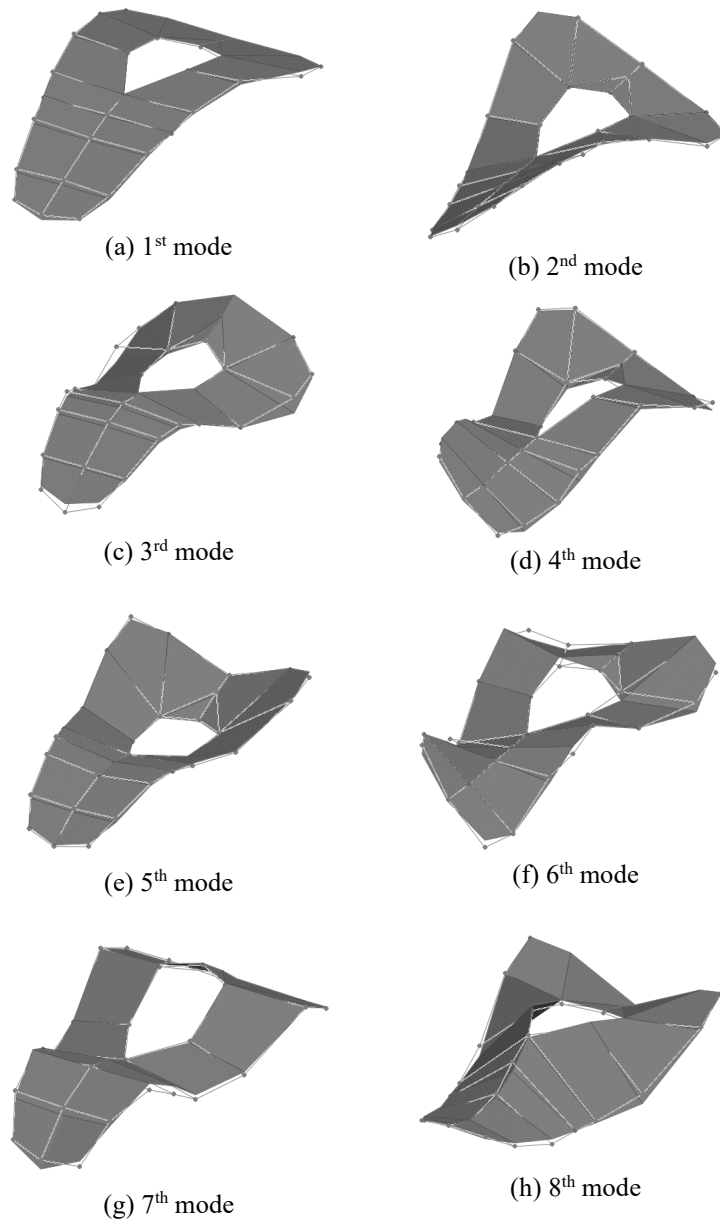 (a) 1st mode
(b) 2nd mode
(c) 3rd mode
(d) 4th mode
(e) 5th mode
(f) 6th mode
(g) 7th mode
(h) 8th mode